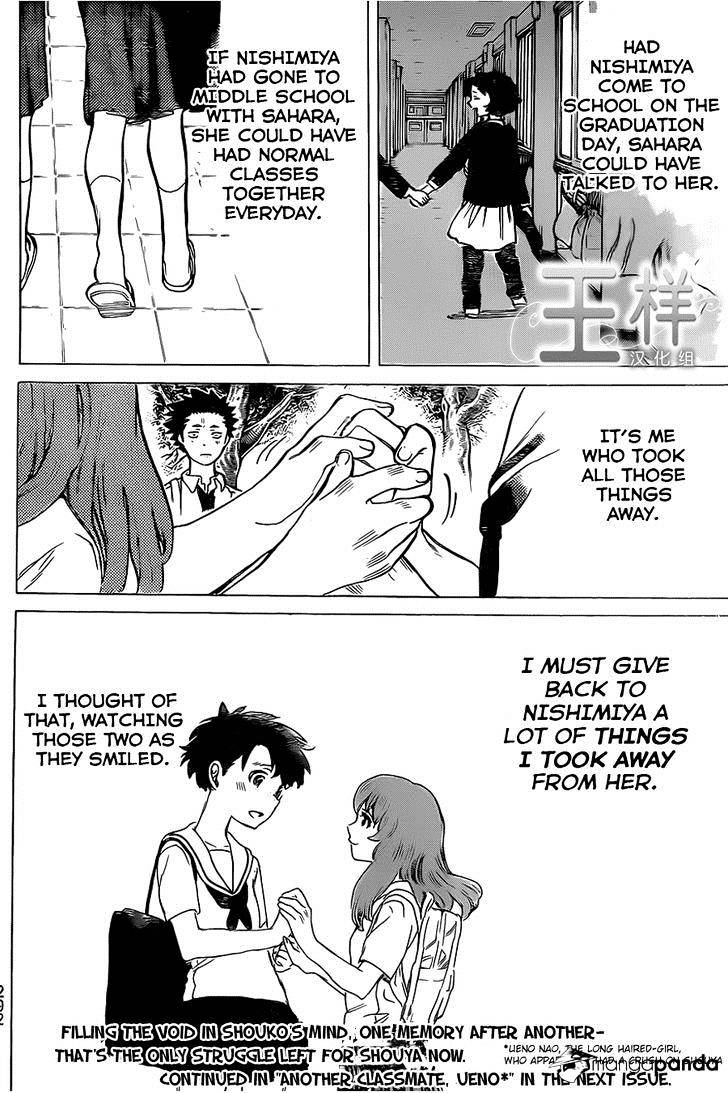 HAD
NISHIMIYA
COME TO
SCHOOL ON THE
GRADUATION
DAY, SAHARA
COULD HAVE
TALKED TO HER.
IF NISHIMIYA
HAD GONE TO
MIDDLE SCHOOL
WITH SAHARA,
SHE COULD HAVE
HAD NORMAL
CLASSES
TOGETHER
EVERYDAY.
王样
汉化组
IT'S ME
WHO TOOK
ALL THOSE
THINGS
AWAY.
I MUST GIVE
BACK TO
NISHIMIYA A
LOT OF THINGS
I TOOK AWAY
FROM HER.
I THOUGHT OF
THAT, WATCHING
THOSE TWO AS
THEY SMILED.
FILLING THE VOID IN SHOUKO'S MIND, ONE MEMORY AFTER ANOTHER-
THAT'S THE ONLY STRUGGLE LEFT FOR SHOUYA NOW.
*UENO NAO, THE LONG HAIRED-GIRL,
WHO HAD A CRUSH ON SHOUYA
CONTINUED IN "ANOTHER CLASSMATE, UENO*" IN THE NEXT ISSUE.
mangapanda